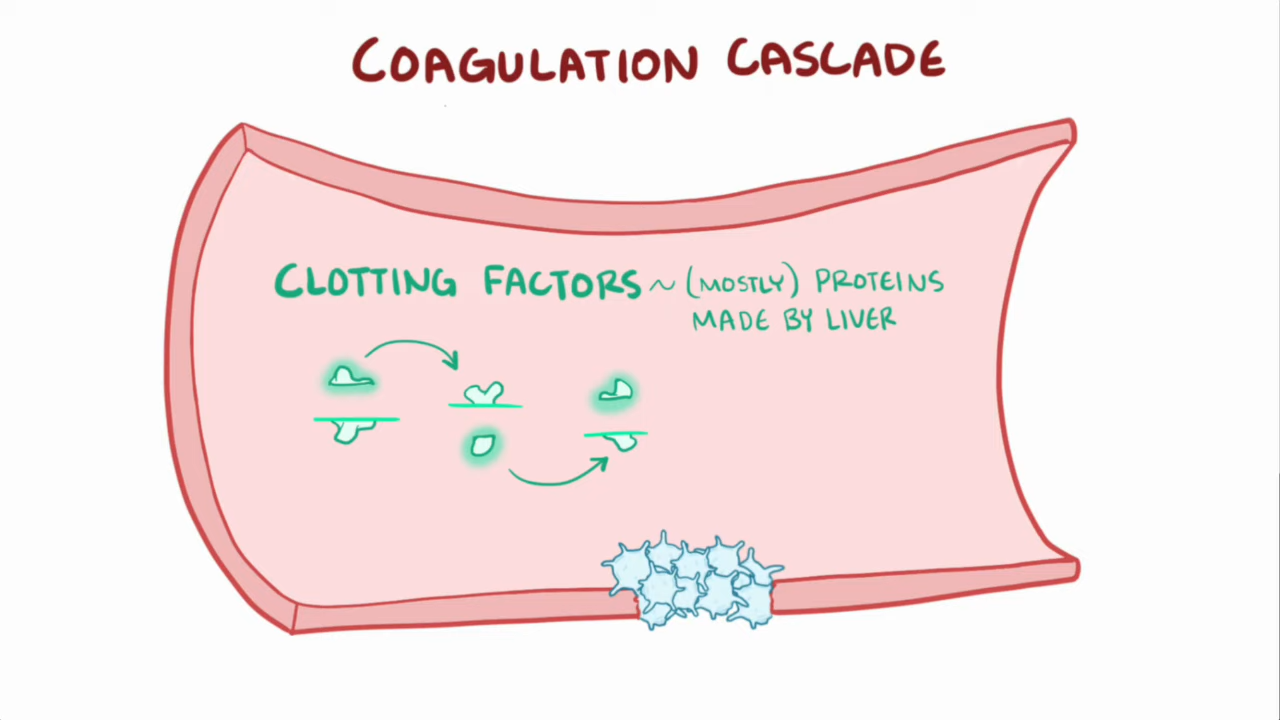 COAGULATION CASCADE
CLOTTING FACTORS ~ (MOSTLY) PROTEINS
MADE BY LIVER